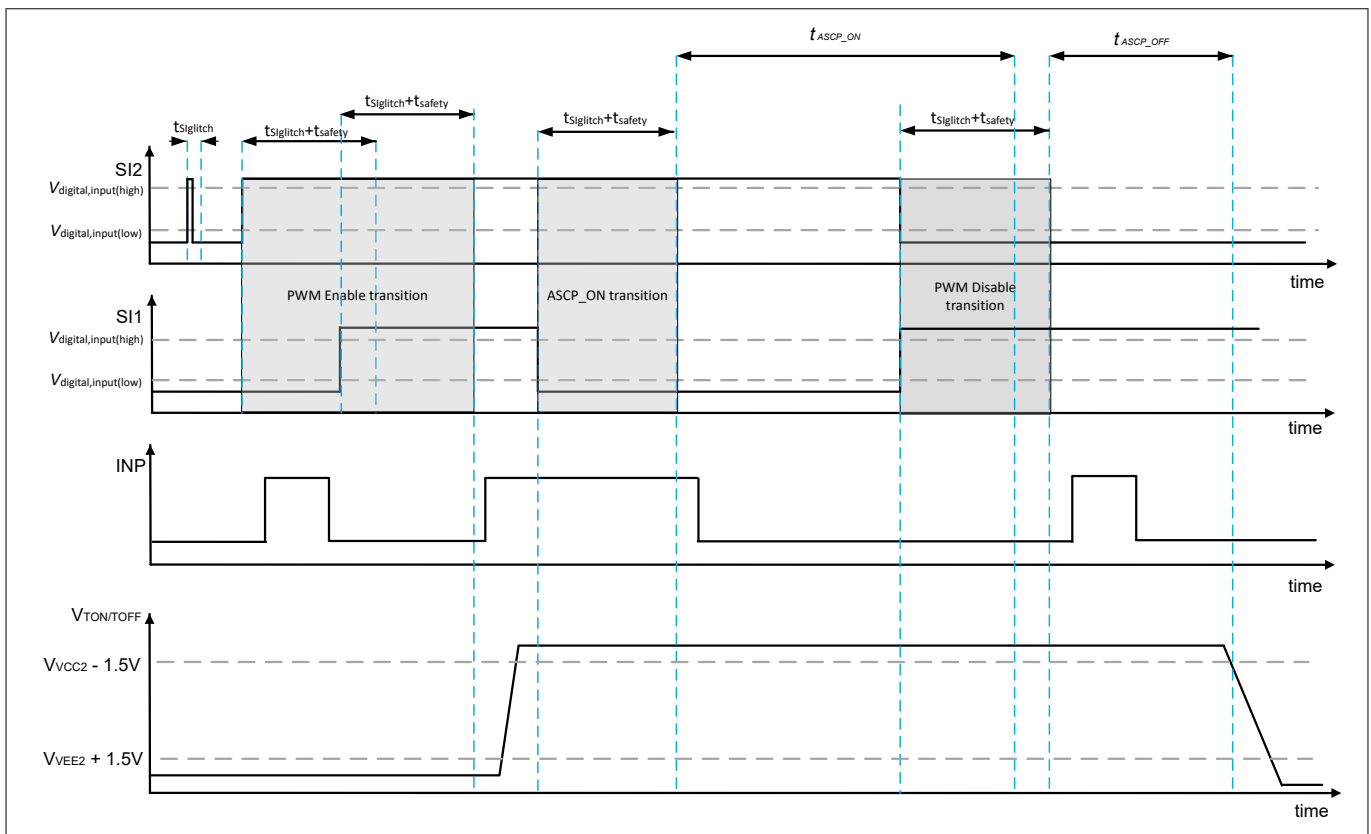 t ASCP_ON
t ASCP_OFF
tSIglitch+tsafety
tSIglitch
tSIglitch+tsafety
tSIglitch+tsafety
tSIglitch+tsafety
SI2
Vdigital,input(high)
Vdigital,input(low)
time
PWM Enable transition
ASCP_ON transition
PWM Disable
transition
SI1
Vdigital,input(high)
Vdigital,input(low)
time
INP
time
VTON/TOFF
VVCC2 - 1.5V
VVEE2 + 1.5V
time